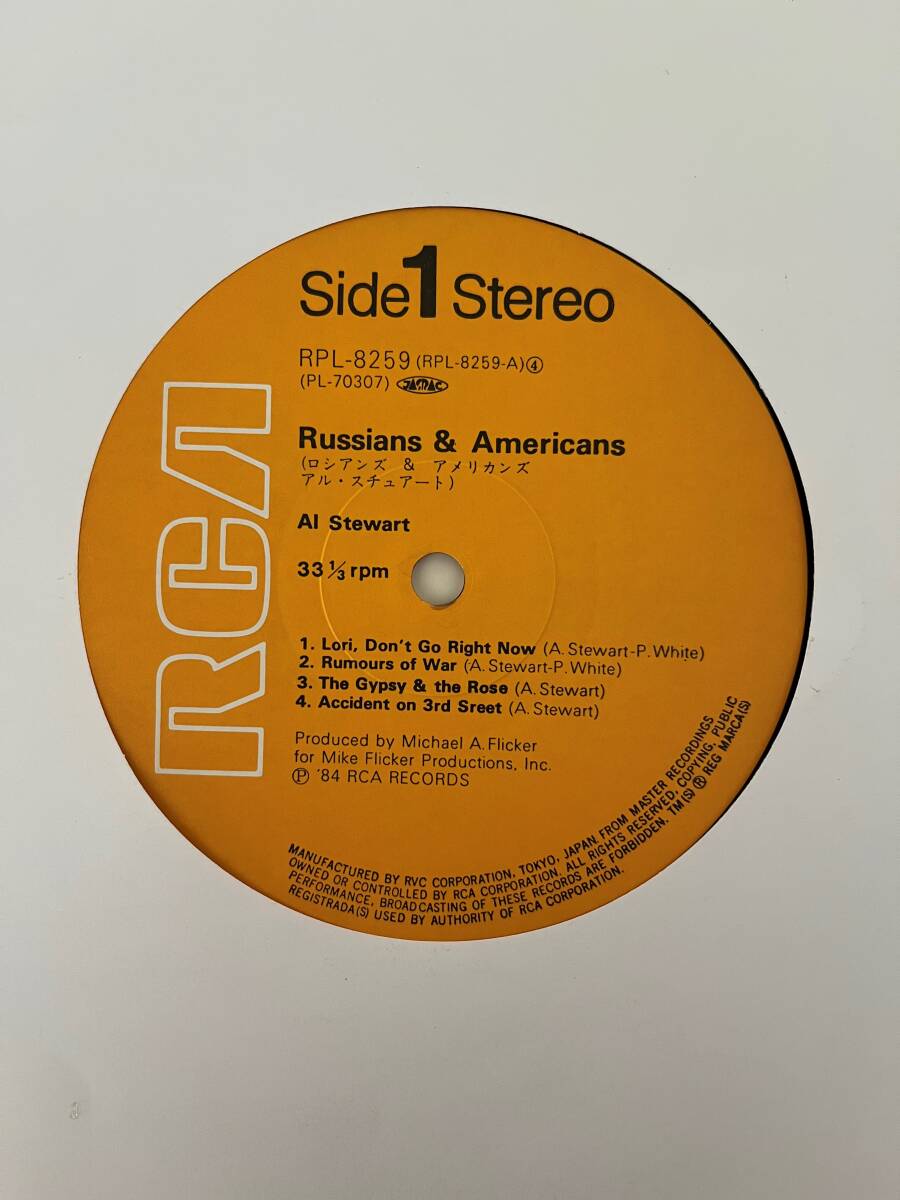 RCA
Side 1 Stereo
RPL-8259 (RPL-8259-A)④
(PL-70307) JASRAC
Russians & Americans
(ロシアンズ & アメリカンズ
アル・スチュアート)
Al Stewart
33 1/3 rpm
1. Lori, Don't Go Right Now (A. Stewart-P. White)
2. Rumours of War (A. Stewart-P. White)
3. The Gypsy & the Rose (A. Stewart)
4. Accident on 3rd Sreet (A. Stewart)
Produced by Michael A. Flicker
for Mike Flicker Productions, Inc.
Ⓟ '84 RCA RECORDS
MANUFACTURED BY RVC CORPORATION, TOKYO, JAPAN FROM MASTER RECORDINGS
OWNED OR CONTROLLED BY RCA CORPORATION. ALL RIGHTS RESERVED, COPYING, PUBLIC
PERFORMANCE, BROADCASTING OF THESE RECORDS ARE FORBIDDEN. TM(S) ® REG MARCA(S)
REGISTRADA(S) USED BY AUTHORITY OF RCA CORPORATION.